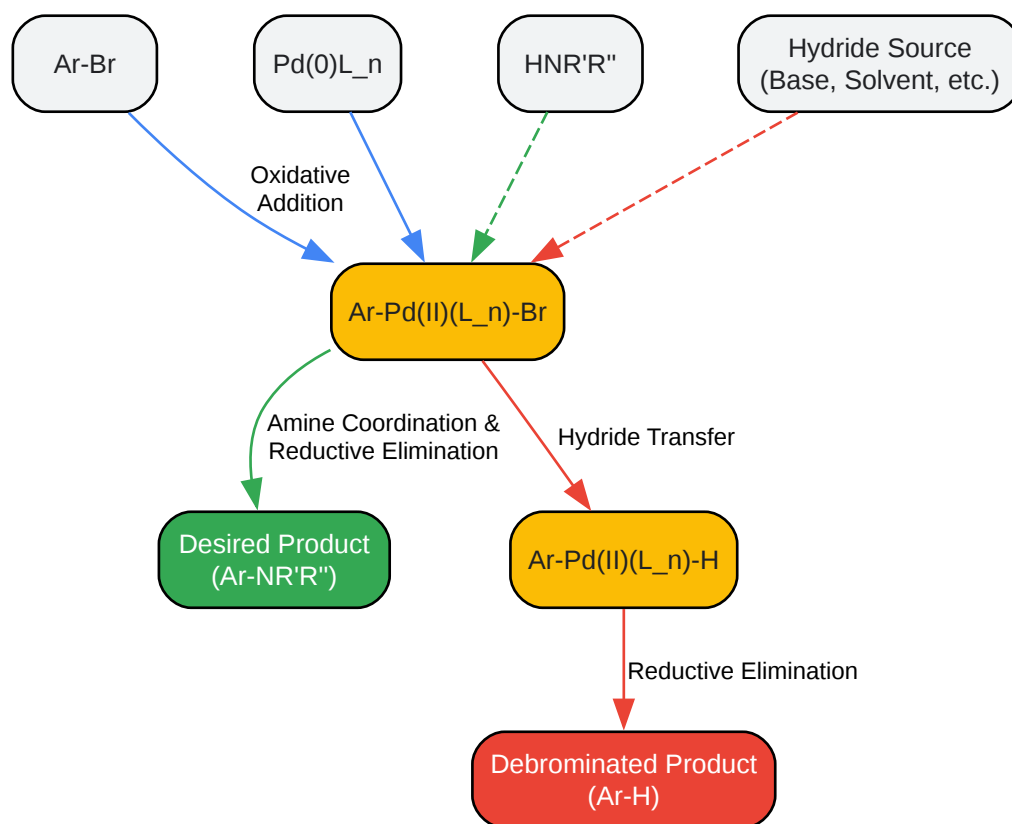 Ar-Br
Pd(0)L_n
HNR'R"
Hydride Source
(Base, Solvent, etc.)
Oxidative
Addition
Ar-Pd(II)(L_n)-Br
Amine Coordination &
Reductive Elimination
Hydride Transfer
Desired Product
(Ar-NR'R")
Ar-Pd(II)(L_n)-H
Reductive Elimination
Debrominated Product
(Ar-H)